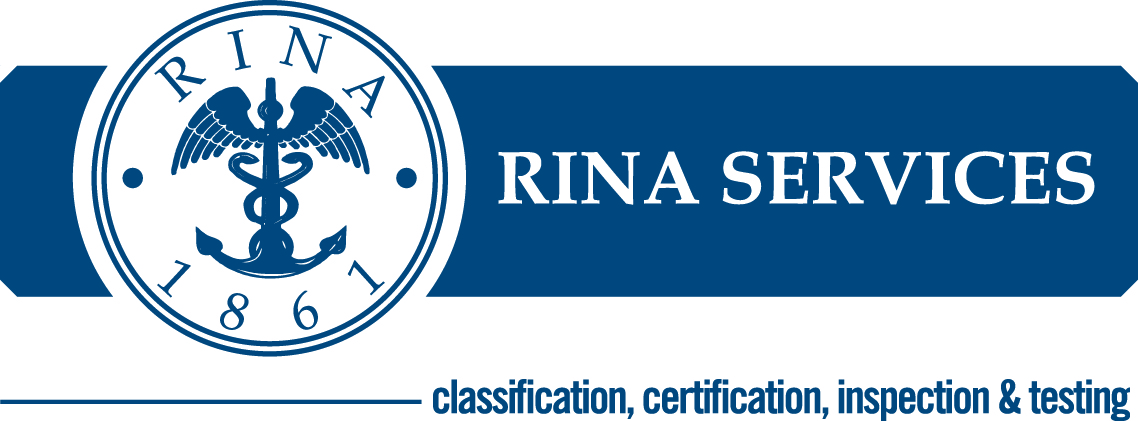 RINA
1861
RINA SERVICES
classification, certification, inspection & testing